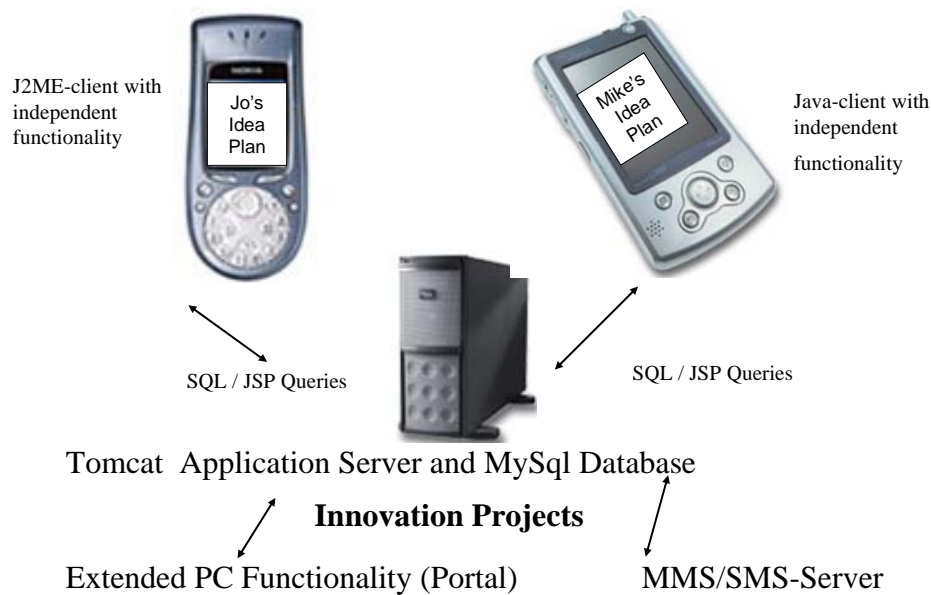 J2ME-client with
independent
functionality
NOKIA
Jo's
Idea
Plan
Mike's
Idea
Plan
Java-client with
independent
functionality
SQL / JSP Queries
SQL / JSP Queries
Tomcat Application Server and MySql Database
Innovation Projects
Extended PC Functionality (Portal)
MMS/SMS-Server